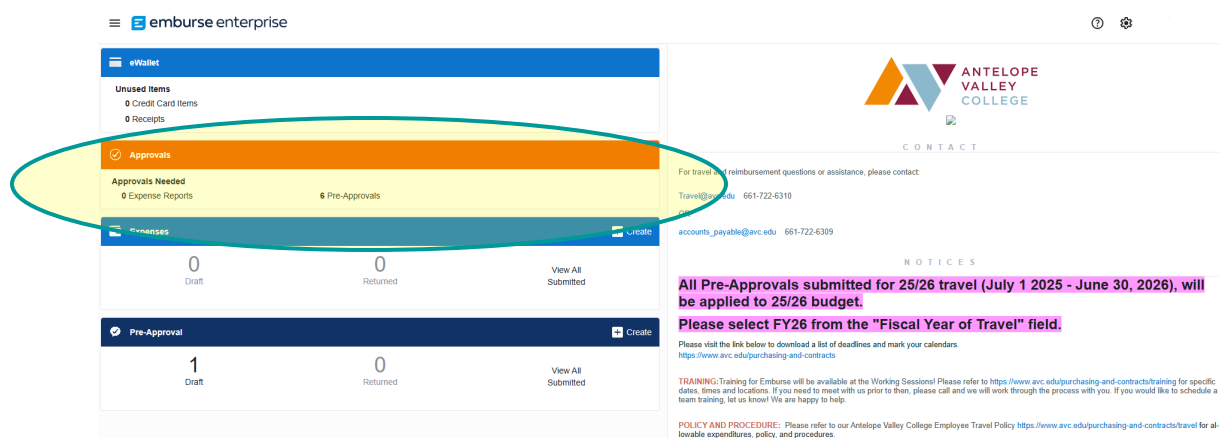 emburse enterprise
eWallet
Unused Items
0 Credit Card Items
0 Receipts
Approvals
Approvals Needed
0 Expense Reports 6 Pre-Approvals
Expenses Create
0 0 View All
Draft Returned Submitted
Pre-Approval Create
1 0 View All
Draft Returned Submitted
ANTELOPE
VALLEY
COLLEGE
CONTACT
For travel and reimbursement questions or assistance, please contact:
Travel@avc.edu 661-722-6310
OR
accounts_payable@avc.edu 661-722-6309
NOTICES
All Pre-Approvals submitted for 25/26 travel (July 1 2025 - June 30, 2026), will
be applied to 25/26 budget.
Please select FY26 from the "Fiscal Year of Travel" field.
Please visit the link below to download a list of deadlines and mark your calendars.
https://www.avc.edu/purchasing-and-contracts
TRAINING:Training for Emburse will be available at the Working Sessions! Please refer to https://www.avc.edu/purchasing-and-contracts/training for specific
dates, times and locations. If you need to meet with us prior to then, please call and we will work through the process with you. If you would like to schedule a
team training, let us know! We are happy to help.
POLICY AND PROCEDURE: Please refer to our Antelope Valley College Employee Travel Policy https://www.avc.edu/purchasing-and-contracts/travel for al-
lowable expenditures, policy, and procedures.